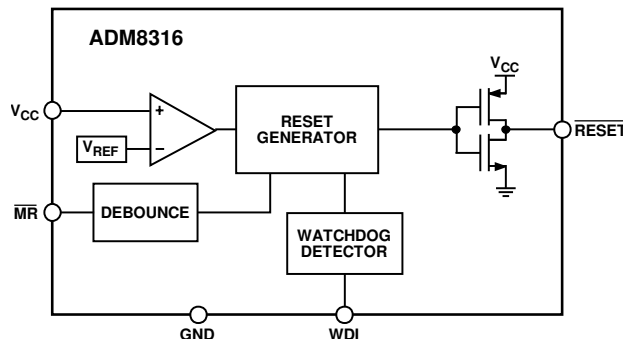 ADM8316
VCC
VCC
+
RESET
GENERATOR
RESET
VREF
−
MR
DEBOUNCE
WATCHDOG
DETECTOR
GND
WDI